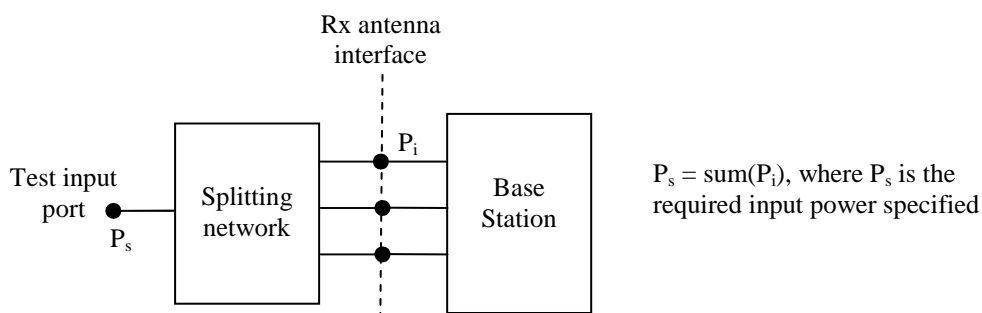 Rx antenna
interface
P_i
Test input
port
P_s
Splitting
network
Base
Station
P_s = sum(P_i), where P_s is the
required input power specified